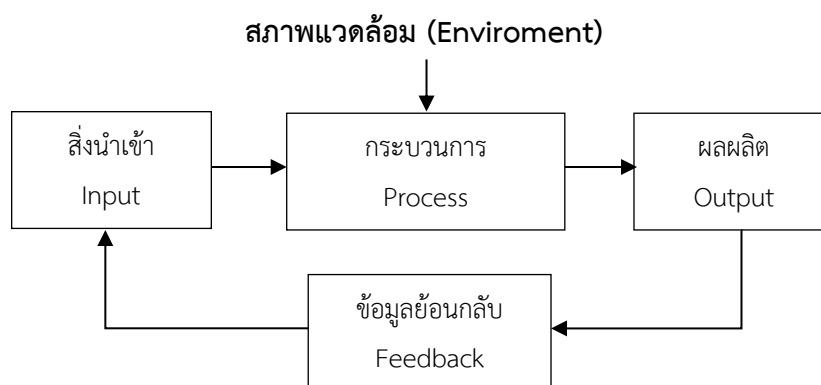 สภาพแวดล้อม (Enviroment)
สิ่งนำเข้า
Input
กระบวนการ
Process
ผลผลิต
Output
ข้อมูลย้อนกลับ
Feedback